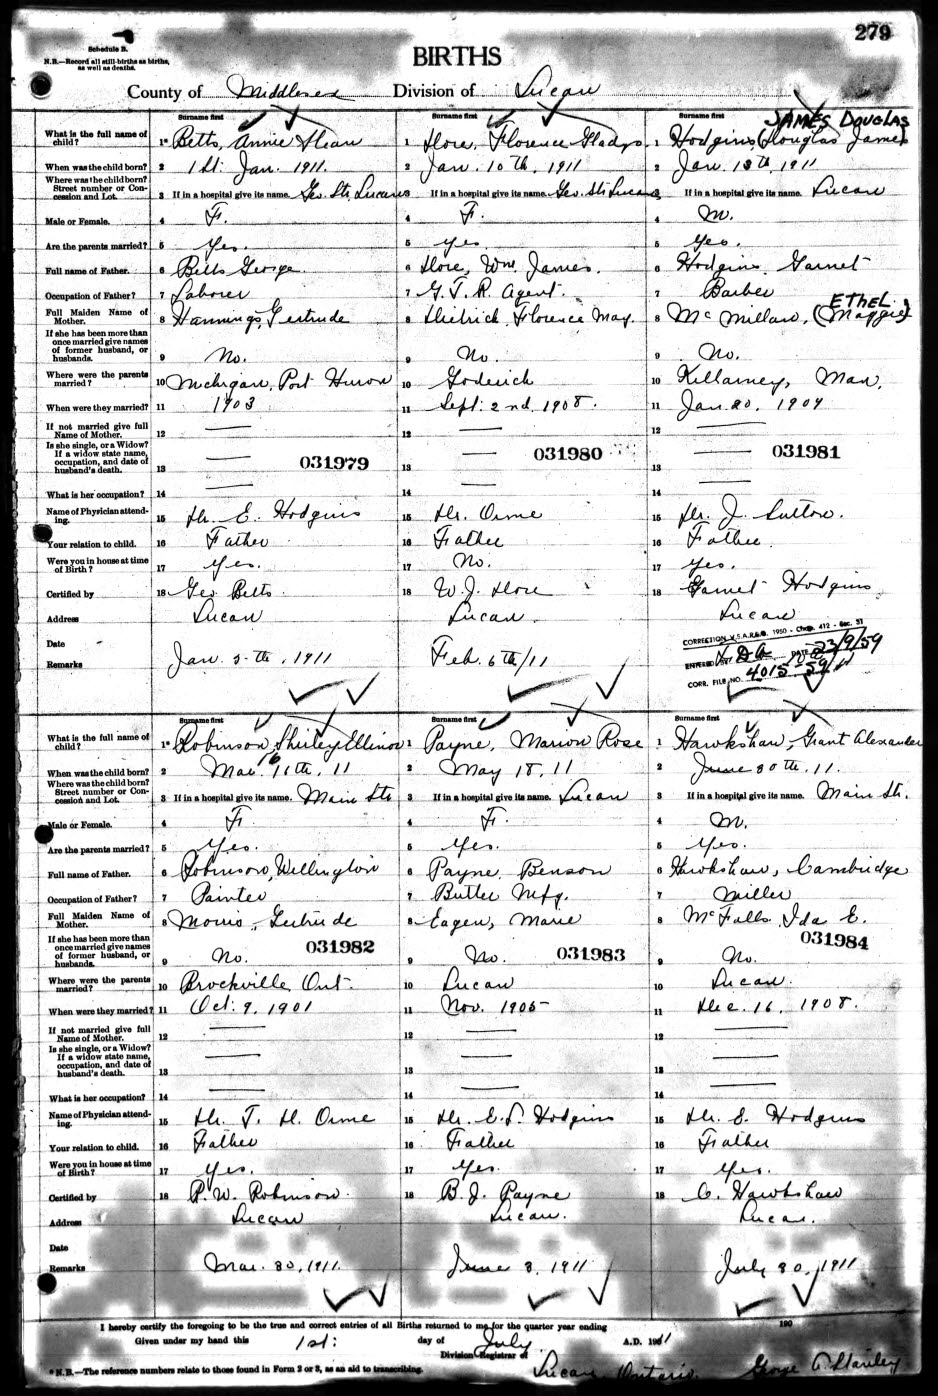 279
Schedule B.
N.B.—Record all still-births as births, as well as deaths.
BIRTHS
County of Middlesex Division of Lucan
Surname first Surname first Surname first
JAMES DOUGLAS
What is the full name of child? 1* Betts, Annie Sloan 1 Hore, Florence Gladys 1 Hodgins (Douglas James)
When was the child born? 2 1st Jan. 1911. 2 Jan. 10th, 1911 2 Jan. 13th, 1911
Where was the child born? Street number or Concession and Lot. 3 If in a hospital give its name. Geo. St., Lucan 3 If in a hospital give its name. Geo. St. Lucan 3 If in a hospital give its name. Lucan
Male or Female. 4 F. 4 F. 4 M.
Are the parents married? 5 Yes. 5 yes 5 Yes.
Full name of Father. 6 Betts George 6 Hore, Wm. James. 6 Hodgins, Garnet
Occupation of Father? 7 Laborer 7 G. T. R. Agent. 7 Barber
ETHEL
Full Maiden Name of Mother. 8 Hannings Gertrude 8 Dietrich Florence May. 8 McMillan, (Maggie)
If she has been more than once married give names of former husband, or husbands. 9 No. 9 No. 9 No.
Where were the parents married? 10 Michigan, Port Huron 10 Goderich 10 Killarney, Man.
When were they married? 11 1903 11 Sept. 2nd, 1908. 11 Jan. 20, 1904
If not married give full Name of Mother. 12 12 12
Is she single, or a Widow? If a widow state name, occupation, and date of husband's death. 13 031979 13 031980 13 031981
What is her occupation? 14 14 14
Name of Physician attending. 15 Dr. E. Hodgins 15 Dr. Orme 15 Dr. J. Sutton.
Your relation to child. 16 Father 16 Father 16 Father.
Were you in house at time of Birth? 17 Yes. 17 No. 17 Yes.
Certified by 18 Geo Betts 18 W. J. Hore 18 Garnet Hodgins
Address Lucan Lucan. Lucan
CORRECTION V.S.A.R.S.O. 1950 - Chap. 412 - Sec. 31
Date
ENTERED BY DATE 23/9/59
Remarks Jan. 5th, 1911 Feb. 6th/11
CORR. FILE NO. 4015-59
Surname first Surname first Surname first
What is the full name of child? 1* Robinson, Shirley Ellinor 1 Payne, Marion Rose 1 Hawkshaw, Grant Alexander
16
When was the child born? 2 Mar. 11th, 11 2 May 18, 11 2 June 30th, 11.
Where was the child born? Street number or Concession and Lot. 3 If in a hospital give its name. Main St. 3 If in a hospital give its name. Lucan 3 If in a hospital give its name. Main St.
Male or Female. 4 F. 4 F. 4 M.
Are the parents married? 5 Yes. 5 Yes. 5 Yes.
Full name of Father. 6 Robinson, Wellington 6 Payne, Benson 6 Hawkshaw, Cambridge
Occupation of Father? 7 Painter 7 Butter Mfg. 7 Miller
Full Maiden Name of Mother. 8 Morris, Gertrude 8 Eagen, Marie 8 McFalls, Ida E.
If she has been more than once married give names of former husband, or husbands. 9 No. 031982 9 No. 031983 9 No. 031984
Where were the parents married? 10 Brockville, Ont. 10 Lucan 10 Lucan.
When were they married? 11 Oct. 9, 1901 11 Nov. 1905 11 Dec. 16, 1908.
If not married give full Name of Mother. 12 12 12
Is she single, or a Widow? If a widow state name, occupation, and date of husband's death. 13 13 13
What is her occupation? 14 14 14
Name of Physician attending. 15 Dr. T. H. Orme 15 Dr. E. Hodgins 15 Dr. E. Hodgins
Your relation to child. 16 Father 16 Father 16 Father
Were you in house at time of Birth? 17 Yes. 17 Yes. 17 Yes.
Certified by 18 R. W. Robinson. 18 B. J. Payne 18 C. Hawkshaw
Address Lucan Lucan. Lucan.
Date
Remarks Mar. 30, 1911. June 3, 1911 July 30, 1911
I hereby certify the foregoing to be the true and correct entries of all Births returned to me for the quarter year ending 190
Given under my hand this 1st: day of July A.D. 1911
Division Registrar of Lucan Ontario. George A. Stanley
* N.B.—The reference numbers relate to those found in Form 2 or 3, as an aid to transcribing.